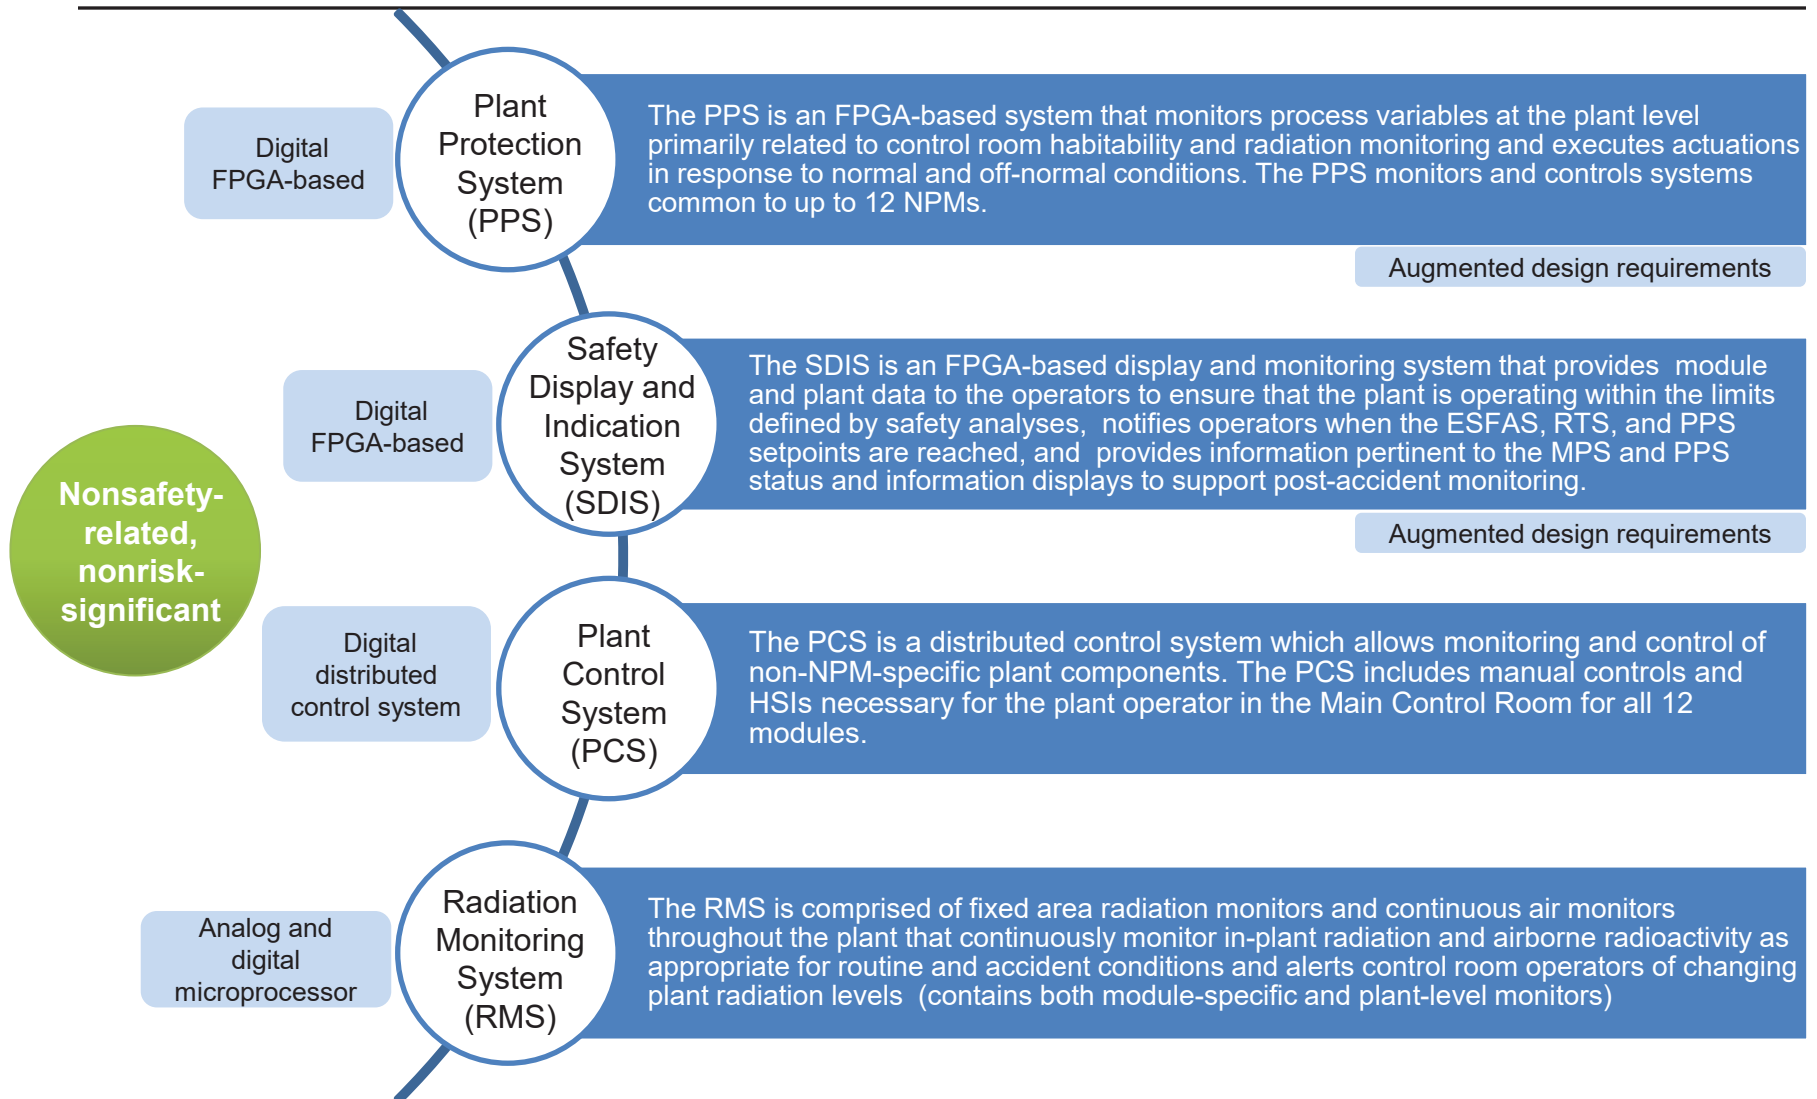 Digital
FPGA-based
Plant
Protection
System
(PPS)
The PPS is an FPGA-based system that monitors process variables at the plant level
primarily related to control room habitability and radiation monitoring and executes actuations
in response to normal and off-normal conditions. The PPS monitors and controls systems
common to up to 12 NPMs.
Augmented design requirements
Digital
FPGA-based
Safety
Display and
Indication
System
(SDIS)
The SDIS is an FPGA-based display and monitoring system that provides  module
and plant data to the operators to ensure that the plant is operating within the limits
defined by safety analyses,  notifies operators when the ESFAS, RTS, and PPS
setpoints are reached, and  provides information pertinent to the MPS and PPS
status and information displays to support post-accident monitoring.
Augmented design requirements
Nonsafety-
related,
nonrisk-
significant
Digital
distributed
control system
Plant
Control
System
(PCS)
The PCS is a distributed control system which allows monitoring and control of
non-NPM-specific plant components. The PCS includes manual controls and
HSIs necessary for the plant operator in the Main Control Room for all 12
modules.
Analog and
digital
microprocessor
Radiation
Monitoring
System
(RMS)
The RMS is comprised of fixed area radiation monitors and continuous air monitors
throughout the plant that continuously monitor in-plant radiation and airborne radioactivity as
appropriate for routine and accident conditions and alerts control room operators of changing
plant radiation levels  (contains both module-specific and plant-level monitors)